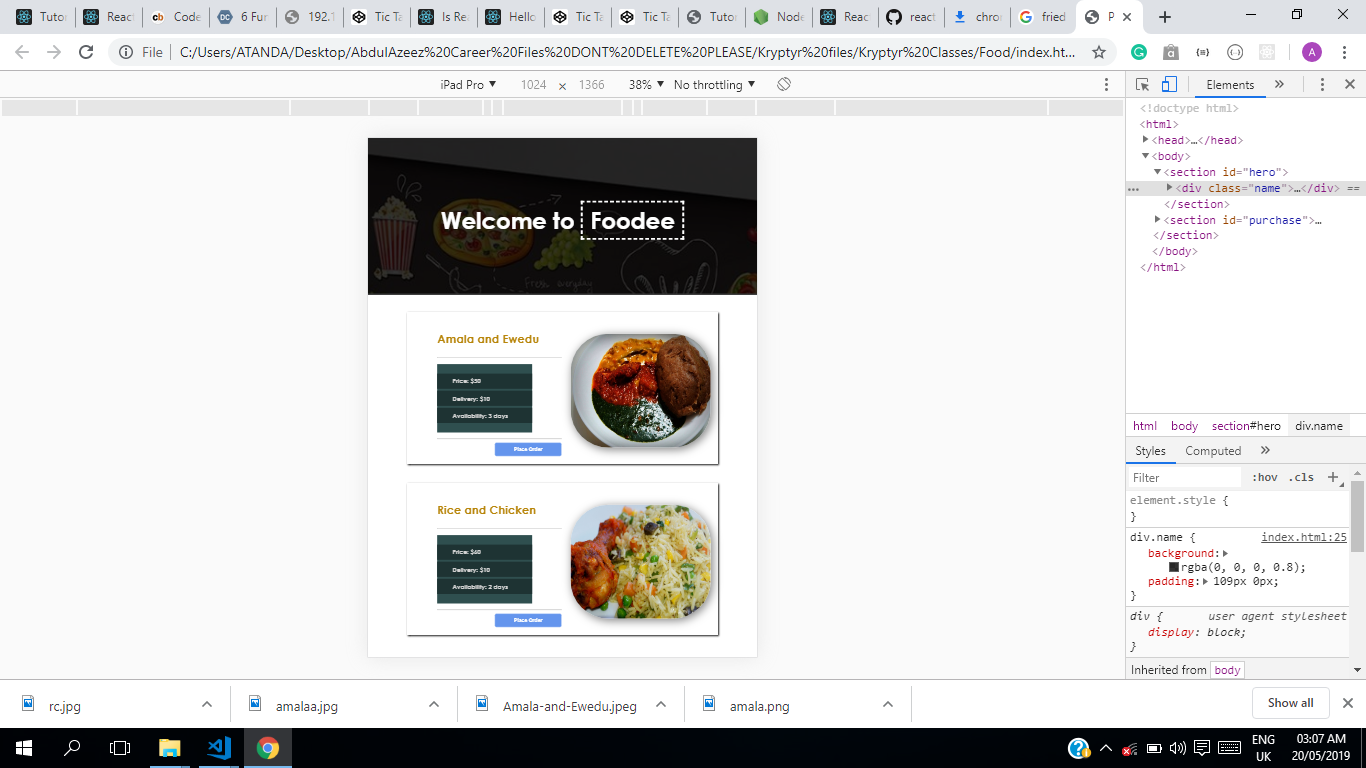 Tutor
React
Code
6 Fun
192.1
Tic Ta
Is Rea
Hello
Tic Ta
Tic Ta
Tutor
Node
React
react
chron
fried
P
File
C:/Users/ATANDA/Desktop/AbdulAzeez%20Career%20Files%20DONT%20DELETE%20PLEASE/Kryptyr%20files/Kryptyr%20Classes/Food/index.ht...
A
iPad Pro ▼ 1024 × 1366 38% ▼ No throttling ▼
Elements
<!doctype html>
<html>
<head>…</head>
<body>
<section id="hero">
<div class="name">…</div> ==
</section>
<section id="purchase">…
</section>
</body>
</html>
Welcome to Foodee
Fresh everyday
Amala and Ewedu
Price: $50
Delivery: $10
Availability: 3 days
Place Order
Rice and Chicken
Price: $60
Delivery: $10
Availability: 2 days
Place Order
html body section#hero div.name
Styles Computed
Filter :hov .cls
element.style {
}
div.name { index.html:25
background:
rgba(0, 0, 0, 0.8);
padding: 109px 0px;
}
div { user agent stylesheet
display: block;
}
Inherited from body
rc.jpg
amalaa.jpg
Amala-and-Ewedu.jpeg
amala.png
Show all
ENG
UK
03:07 AM
20/05/2019